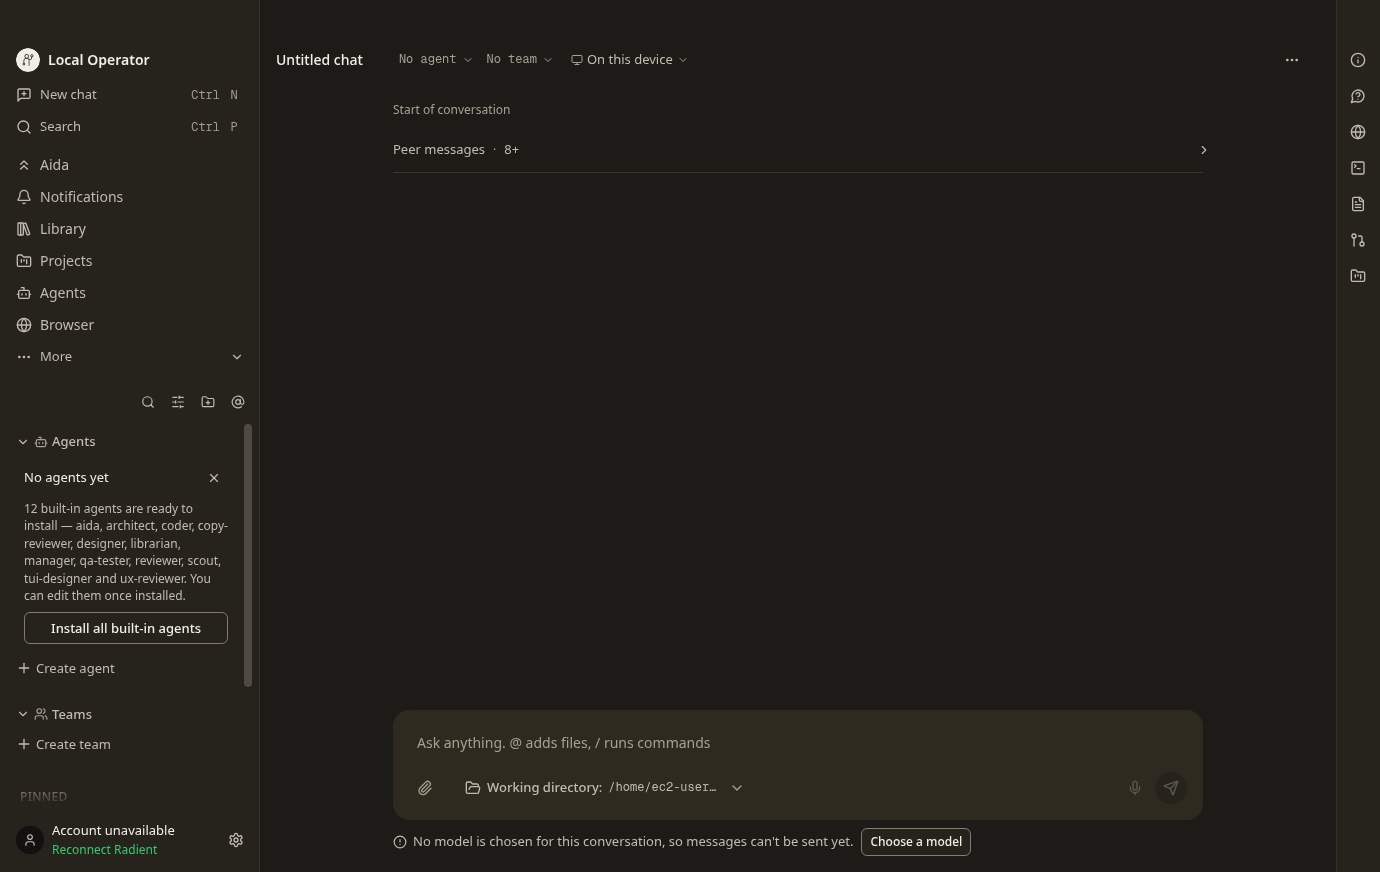 Local Operator
New chat Ctrl N
Search Ctrl P
Aida
Notifications
Library
Projects
Agents
Browser
More
Agents
No agents yet
12 built-in agents are ready to
install — aida, architect, coder, copy-
reviewer, designer, librarian,
manager, qa-tester, reviewer, scout,
tui-designer and ux-reviewer. You
can edit them once installed.
Install all built-in agents
Create agent
Teams
Create team
PINNED
Account unavailable
Reconnect Radient
Untitled chat No agent No team On this device
Start of conversation
Peer messages · 8+
Ask anything. @ adds files, / runs commands
Working directory: /home/ec2-user…
No model is chosen for this conversation, so messages can't be sent yet. Choose a model